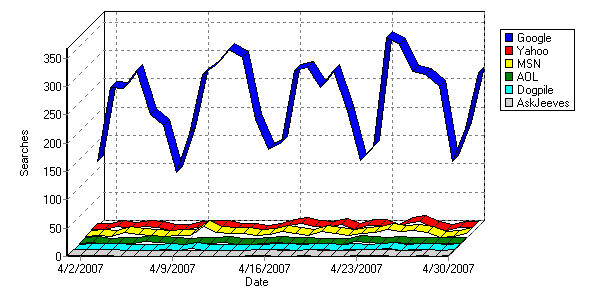 Searches
350
300
250
200
150
100
50
0
4/2/2007 4/9/2007 4/16/2007 4/23/2007 4/30/2007
Date
Google
Yahoo
MSN
AOL
Dogpile
AskJeeves